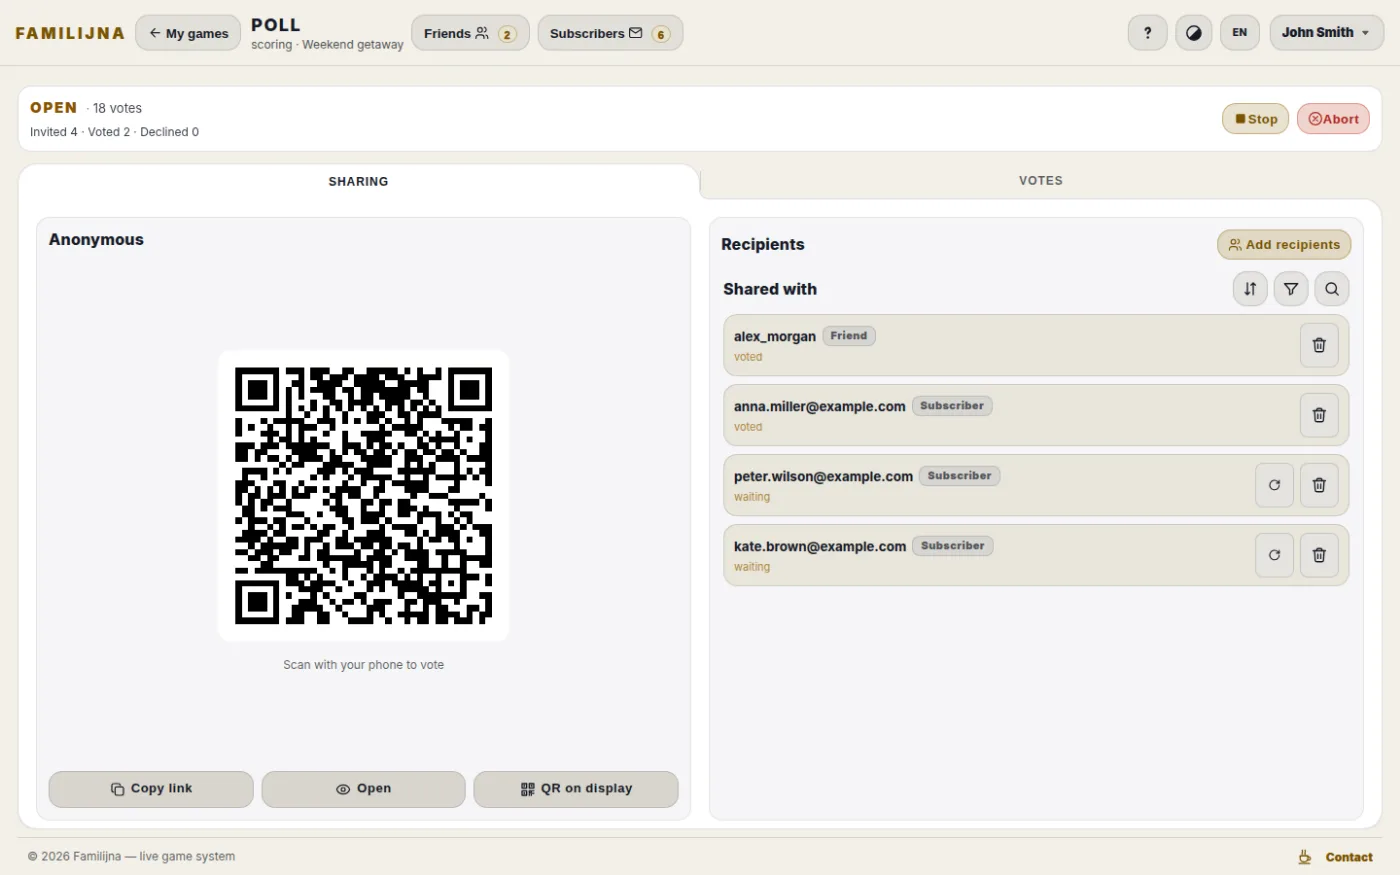 FAMILIJNA
My games
POLL
scoring · Weekend getaway
Friends 2
Subscribers 6
?
EN
John Smith
OPEN · 18 votes
Invited 4 · Voted 2 · Declined 0
Stop
Abort
SHARING
VOTES
Anonymous
Scan with your phone to vote
Copy link
Open
QR on display
Recipients
Add recipients
Shared with
alex_morgan Friend
voted
anna.miller@example.com Subscriber
voted
peter.wilson@example.com Subscriber
waiting
kate.brown@example.com Subscriber
waiting
© 2026 Familijna — live game system
Contact